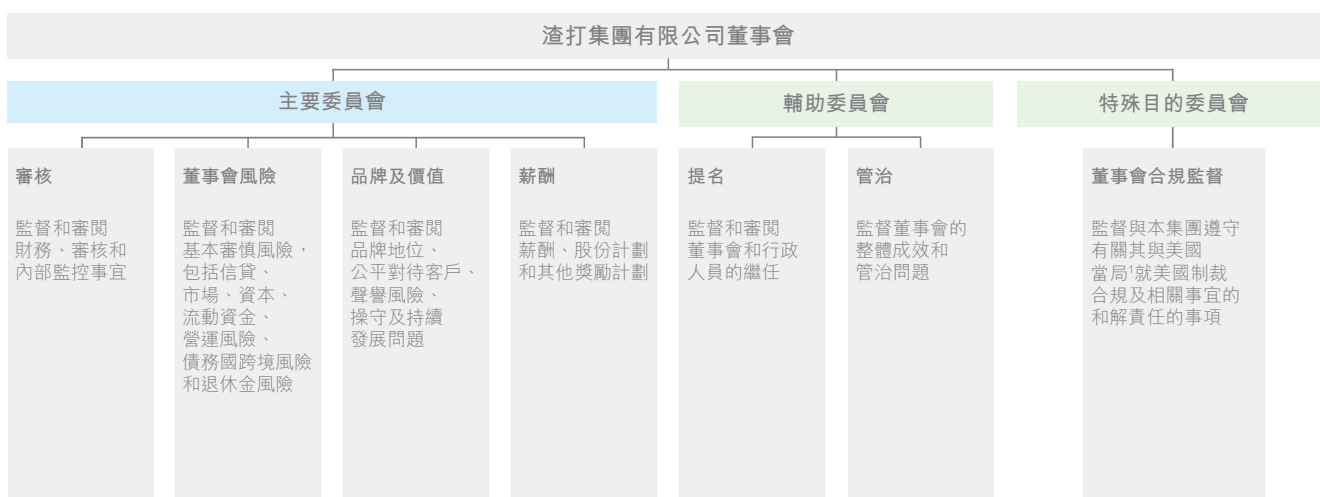 渣打集團有限公司董事會
主要委員會
輔助委員會
特殊目的委員會
審核
監督和審閱
財務、審核和
內部監控事宜
董事會風險
監督和審閱
基本審慎風險，
包括信貸、
市場、資本、
流動資金、
營運風險、
債務國跨境風險
和退休金風險
品牌及價值
監督和審閱
品牌地位、
公平對待客戶、
聲譽風險、
操守及持續
發展問題
薪酬
監督和審閱
薪酬、股份計劃
和其他獎勵計劃
提名
監督和審閱
董事會和行政
人員的繼任
管治
監督董事會的
整體成效和
管治問題
董事會合規監督
監督與本集團遵守
有關其與美國
當局¹就美國制裁
合規及相關事宜的
和解責任的事項